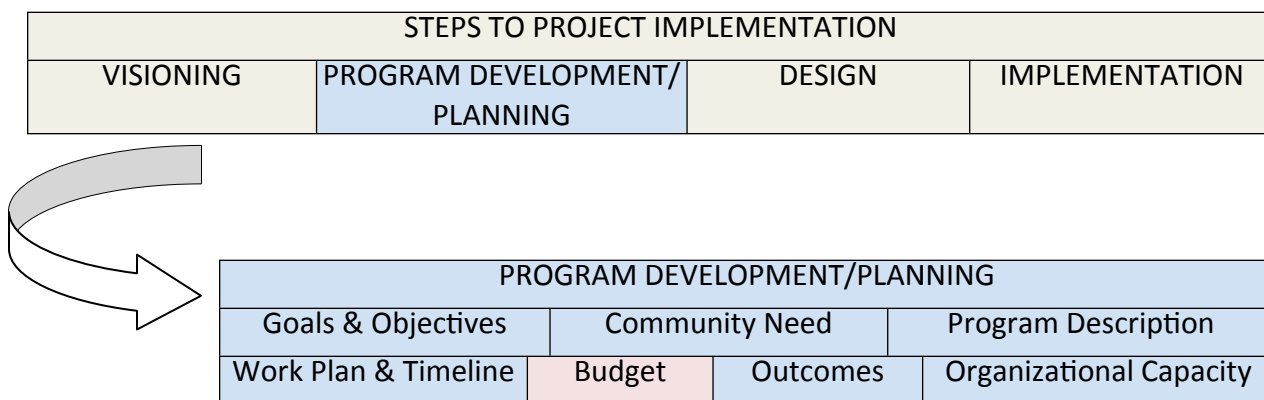 STEPS TO PROJECT IMPLEMENTATION
VISIONING
PROGRAM DEVELOPMENT/
PLANNING
DESIGN
IMPLEMENTATION
PROGRAM DEVELOPMENT/PLANNING
Goals & Objectives
Community Need
Program Description
Work Plan & Timeline
Budget
Outcomes
Organizational Capacity